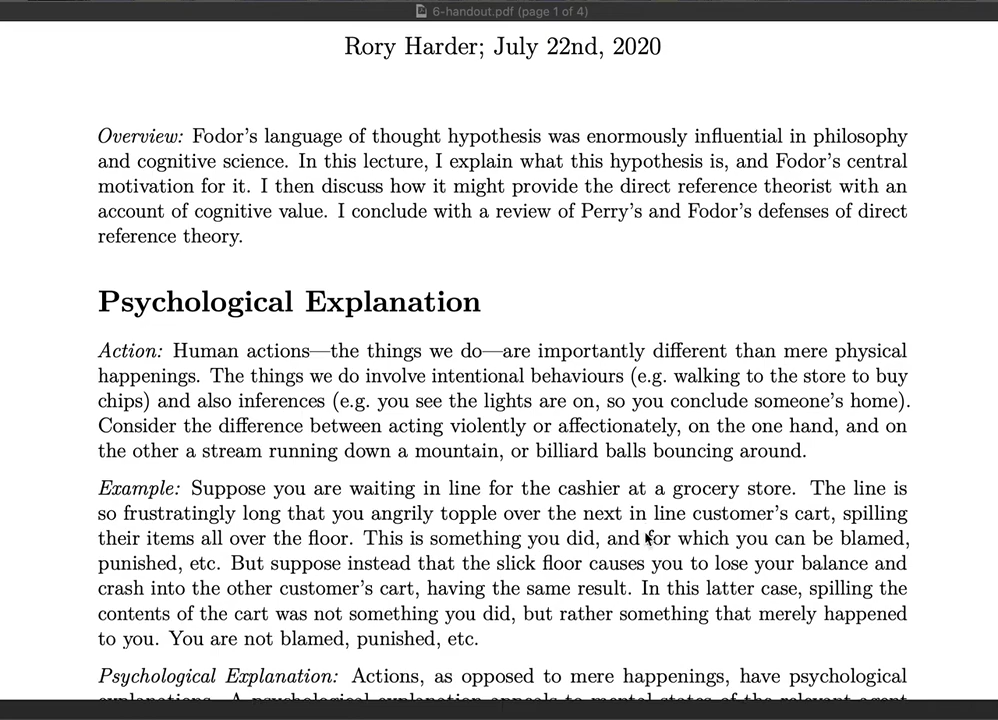 6-handout.pdf (page 1 of 4)
Rory Harder; July 22nd, 2020
Overview: Fodor's language of thought hypothesis was enormously influential in philosophy
and cognitive science. In this lecture, I explain what this hypothesis is, and Fodor's central
motivation for it. I then discuss how it might provide the direct reference theorist with an
account of cognitive value. I conclude with a review of Perry's and Fodor's defenses of direct
reference theory.
Psychological Explanation
Action: Human actions—the things we do—are importantly different than mere physical
happenings. The things we do involve intentional behaviours (e.g. walking to the store to buy
chips) and also inferences (e.g. you see the lights are on, so you conclude someone's home).
Consider the difference between acting violently or affectionately, on the one hand, and on
the other a stream running down a mountain, or billiard balls bouncing around.
Example: Suppose you are waiting in line for the cashier at a grocery store. The line is
so frustratingly long that you angrily topple over the next in line customer's cart, spilling
their items all over the floor. This is something you did, and for which you can be blamed,
punished, etc. But suppose instead that the slick floor causes you to lose your balance and
crash into the other customer's cart, having the same result. In this latter case, spilling the
contents of the cart was not something you did, but rather something that merely happened
to you. You are not blamed, punished, etc.
Psychological Explanation: Actions, as opposed to mere happenings, have psychological
explanations. A psychological explanation appeals to mental states of the relevant agent